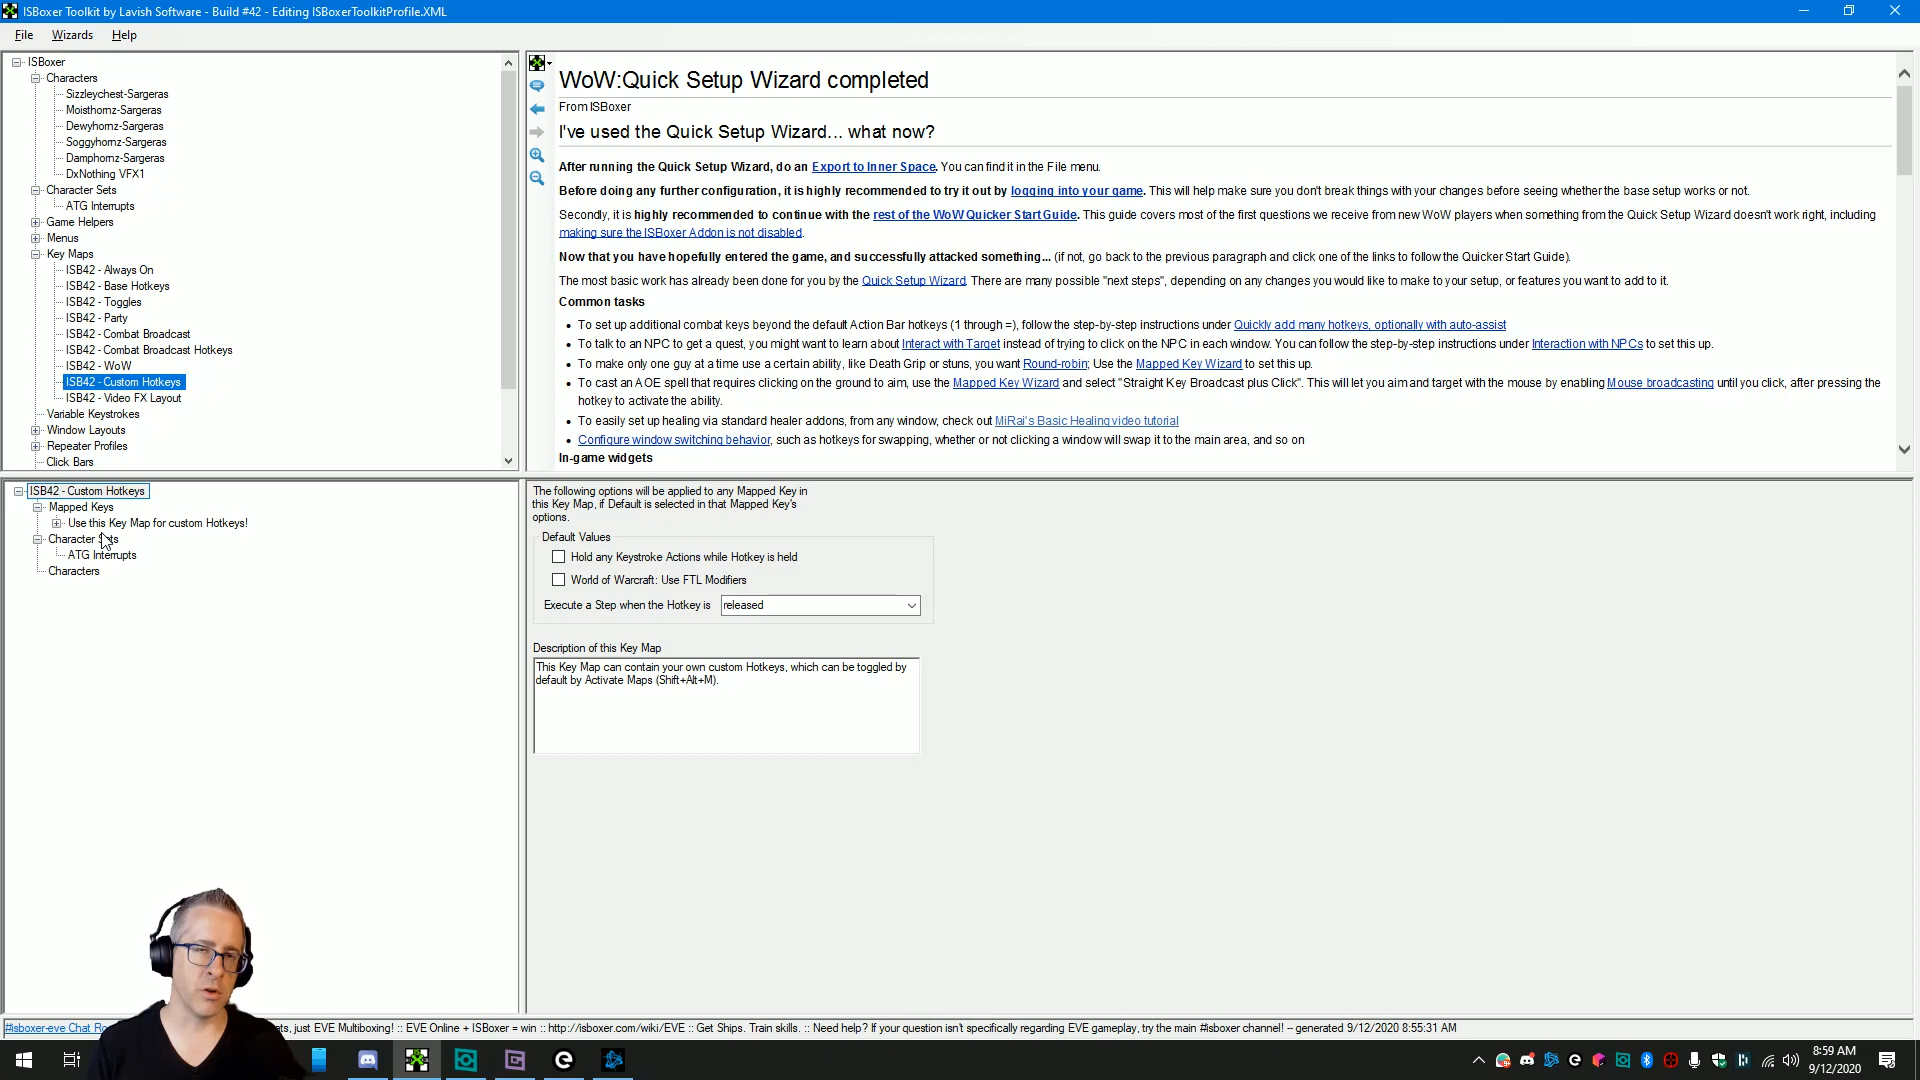 ISBoxer Toolkit by Lavish Software - Build #42 - Editing ISBoxerToolkitProfile.XML
File Wizards Help
ISBoxer
Characters
Sizzleychest-Sargeras
Moisthornz-Sargeras
Dewyhornz-Sargeras
Soggyhornz-Sargeras
Damphornz-Sargeras
DxNothing VFX1
Character Sets
ATG Interrupts
Game Helpers
Menus
Key Maps
ISB42 - Always On
ISB42 - Base Hotkeys
ISB42 - Toggles
ISB42 - Party
ISB42 - Combat Broadcast
ISB42 - Combat Broadcast Hotkeys
ISB42 - WoW
ISB42 - Custom Hotkeys
ISB42 - Video FX Layout
Variable Keystrokes
Window Layouts
Repeater Profiles
Click Bars
WoW:Quick Setup Wizard completed
From ISBoxer
I've used the Quick Setup Wizard... what now?
After running the Quick Setup Wizard, do an Export to Inner Space. You can find it in the File menu.
Before doing any further configuration, it is highly recommended to try it out by logging into your game. This will help make sure you don't break things with your changes before seeing whether the base setup works or not.
Secondly, it is highly recommended to continue with the rest of the WoW Quicker Start Guide. This guide covers most of the first questions we receive from new WoW players when something from the Quick Setup Wizard doesn't work right, including
making sure the ISBoxer Addon is not disabled.
Now that you have hopefully entered the game, and successfully attacked something... (if not, go back to the previous paragraph and click one of the links to follow the Quicker Start Guide).
The most basic work has already been done for you by the Quick Setup Wizard. There are many possible "next steps", depending on any changes you would like to make to your setup, or features you want to add to it.
Common tasks
• To set up additional combat keys beyond the default Action Bar hotkeys (1 through =), follow the step-by-step instructions under Quickly add many hotkeys, optionally with auto-assist
• To talk to an NPC to get a quest, you might want to learn about Interact with Target instead of trying to click on the NPC in each window. You can follow the step-by-step instructions under Interaction with NPCs to set this up.
• To make only one guy at a time use a certain ability, like Death Grip or stuns, you want Round-robin; Use the Mapped Key Wizard to set this up.
• To cast an AOE spell that requires clicking on the ground to aim, use the Mapped Key Wizard and select "Straight Key Broadcast plus Click". This will let you aim and target with the mouse by enabling Mouse broadcasting until you click, after pressing the
hotkey to activate the ability.
• To easily set up healing via standard healer addons, from any window, check out MiRai's Basic Healing video tutorial
• Configure window switching behavior, such as hotkeys for swapping, whether or not clicking a window will swap it to the main area, and so on
In-game widgets
ISB42 - Custom Hotkeys
Mapped Keys
Use this Key Map for custom Hotkeys!
Character Sets
ATG Interrupts
Characters
The following options will be applied to any Mapped Key in
this Key Map, if Default is selected in that Mapped Key's
options.
Default Values
Hold any Keystroke Actions while Hotkey is held
World of Warcraft: Use FTL Modifiers
Execute a Step when the Hotkey is released
Description of this Key Map
This Key Map can contain your own custom Hotkeys, which can be toggled by
default by Activate Maps (Shift+Alt+M).
#isboxer-eve Chat Ro ats, just EVE Multiboxing! :: EVE Online + ISBoxer = win :: http://isboxer.com/wiki/EVE :: Get Ships. Train skills. :: Need help? If your question isn't specifically regarding EVE gameplay, try the main #isboxer channel! -- generated 9/12/2020 8:55:31 AM
8:59 AM
9/12/2020